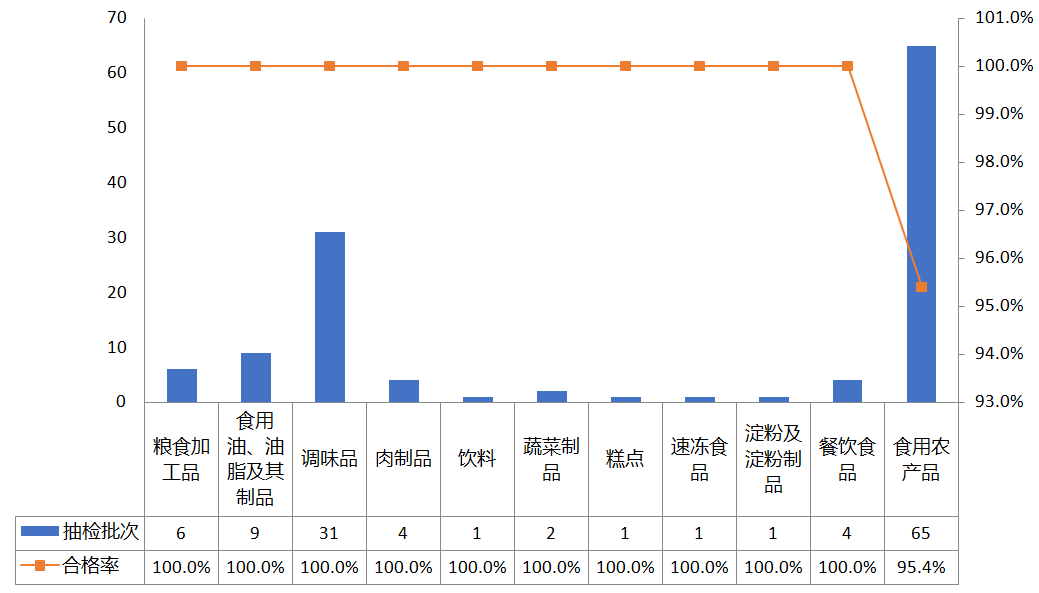 70
60
50
40
30
20
10
0
101.0%
100.0%
99.0%
98.0%
97.0%
96.0%
95.0%
94.0%
93.0%
粮食加
工品
食用
油、油
脂及其
制品
调味品
肉制品
饮料
蔬菜制
品
糕点
速冻食
品
淀粉及
淀粉制
品
餐饮食
品
食用农
产品
抽检批次 6 9 31 4 1 2 1 1 1 4 65
合格率 100.0% 100.0% 100.0% 100.0% 100.0% 100.0% 100.0% 100.0% 100.0% 100.0% 95.4%